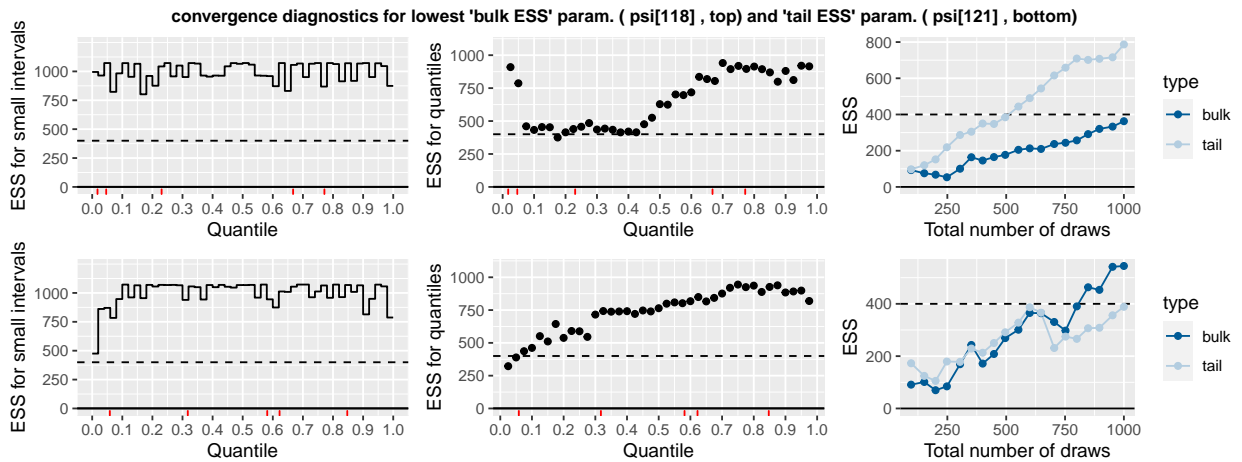 convergence diagnostics for lowest 'bulk ESS' param. ( psi[118] , top) and 'tail ESS' param. ( psi[121] , bottom)
ESS for small intervals
1000
750
500
250
0
0.0 0.1 0.2 0.3 0.4 0.5 0.6 0.7 0.8 0.9 1.0
Quantile
ESS for quantiles
1000
750
500
250
0
0.0 0.1 0.2 0.3 0.4 0.5 0.6 0.7 0.8 0.9 1.0
Quantile
ESS
800
600
400
200
0
250 500 750 1000
Total number of draws
type
bulk
tail
ESS for small intervals
1000
750
500
250
0
0.0 0.1 0.2 0.3 0.4 0.5 0.6 0.7 0.8 0.9 1.0
Quantile
ESS for quantiles
1000
750
500
250
0
0.0 0.1 0.2 0.3 0.4 0.5 0.6 0.7 0.8 0.9 1.0
Quantile
ESS
400
200
0
250 500 750 1000
Total number of draws
type
bulk
tail